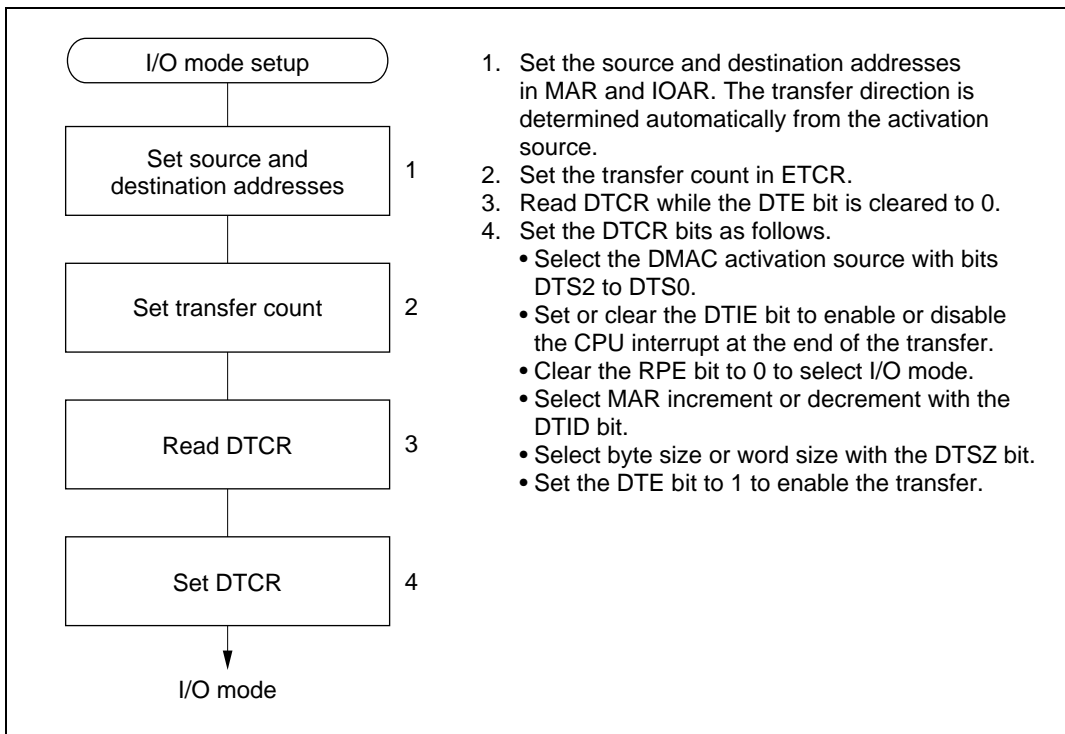 I/O mode setup
Set source and
destination addresses
1
Set transfer count
2
Read DTCR
3
Set DTCR
4
I/O mode
1. Set the source and destination addresses
in MAR and IOAR. The transfer direction is
determined automatically from the activation
source.
2. Set the transfer count in ETCR.
3. Read DTCR while the DTE bit is cleared to 0.
4. Set the DTCR bits as follows.
• Select the DMAC activation source with bits
DTS2 to DTS0.
• Set or clear the DTIE bit to enable or disable
the CPU interrupt at the end of the transfer.
• Clear the RPE bit to 0 to select I/O mode.
• Select MAR increment or decrement with the
DTID bit.
• Select byte size or word size with the DTSZ bit.
• Set the DTE bit to 1 to enable the transfer.